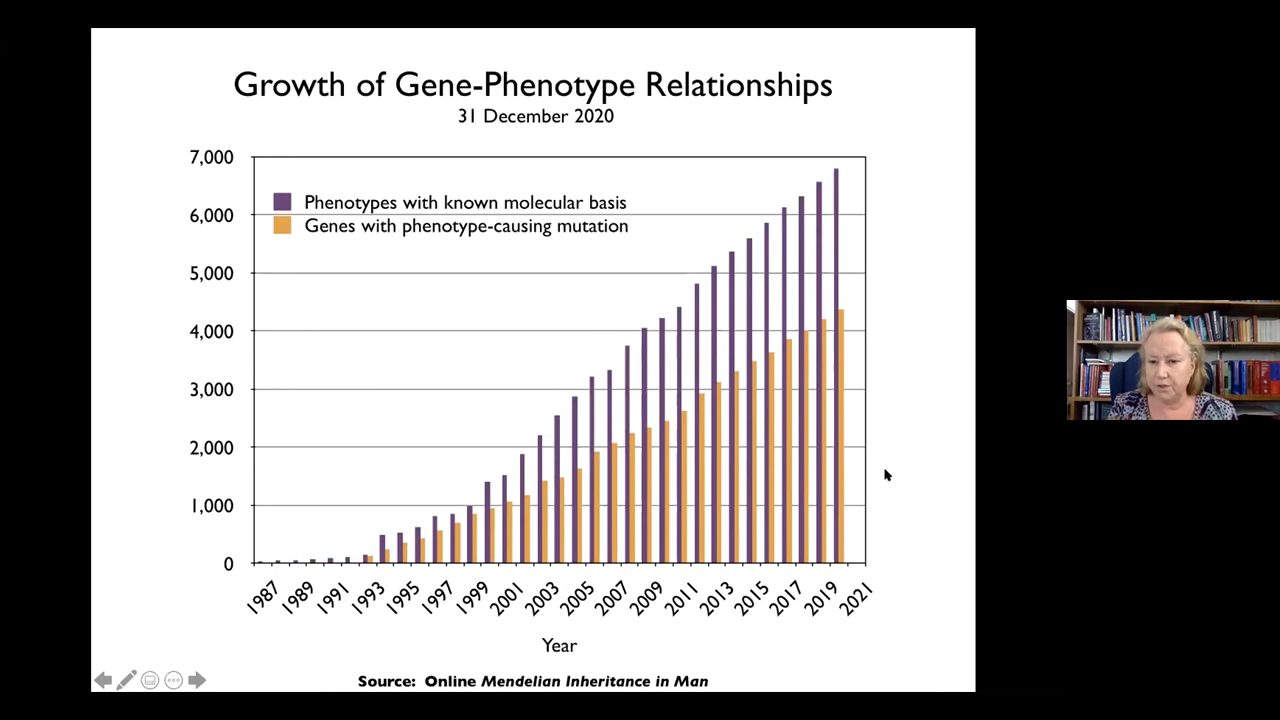 Growth of Gene-Phenotype Relationships
31 December 2020
7,000
6,000
5,000
4,000
3,000
2,000
1,000
0
Phenotypes with known molecular basis
Genes with phenotype-causing mutation
1987 1989 1991 1993 1995 1997 1999 2001 2003 2005 2007 2009 2011 2013 2015 2017 2019 2021
Year
Source: Online Mendelian Inheritance in Man